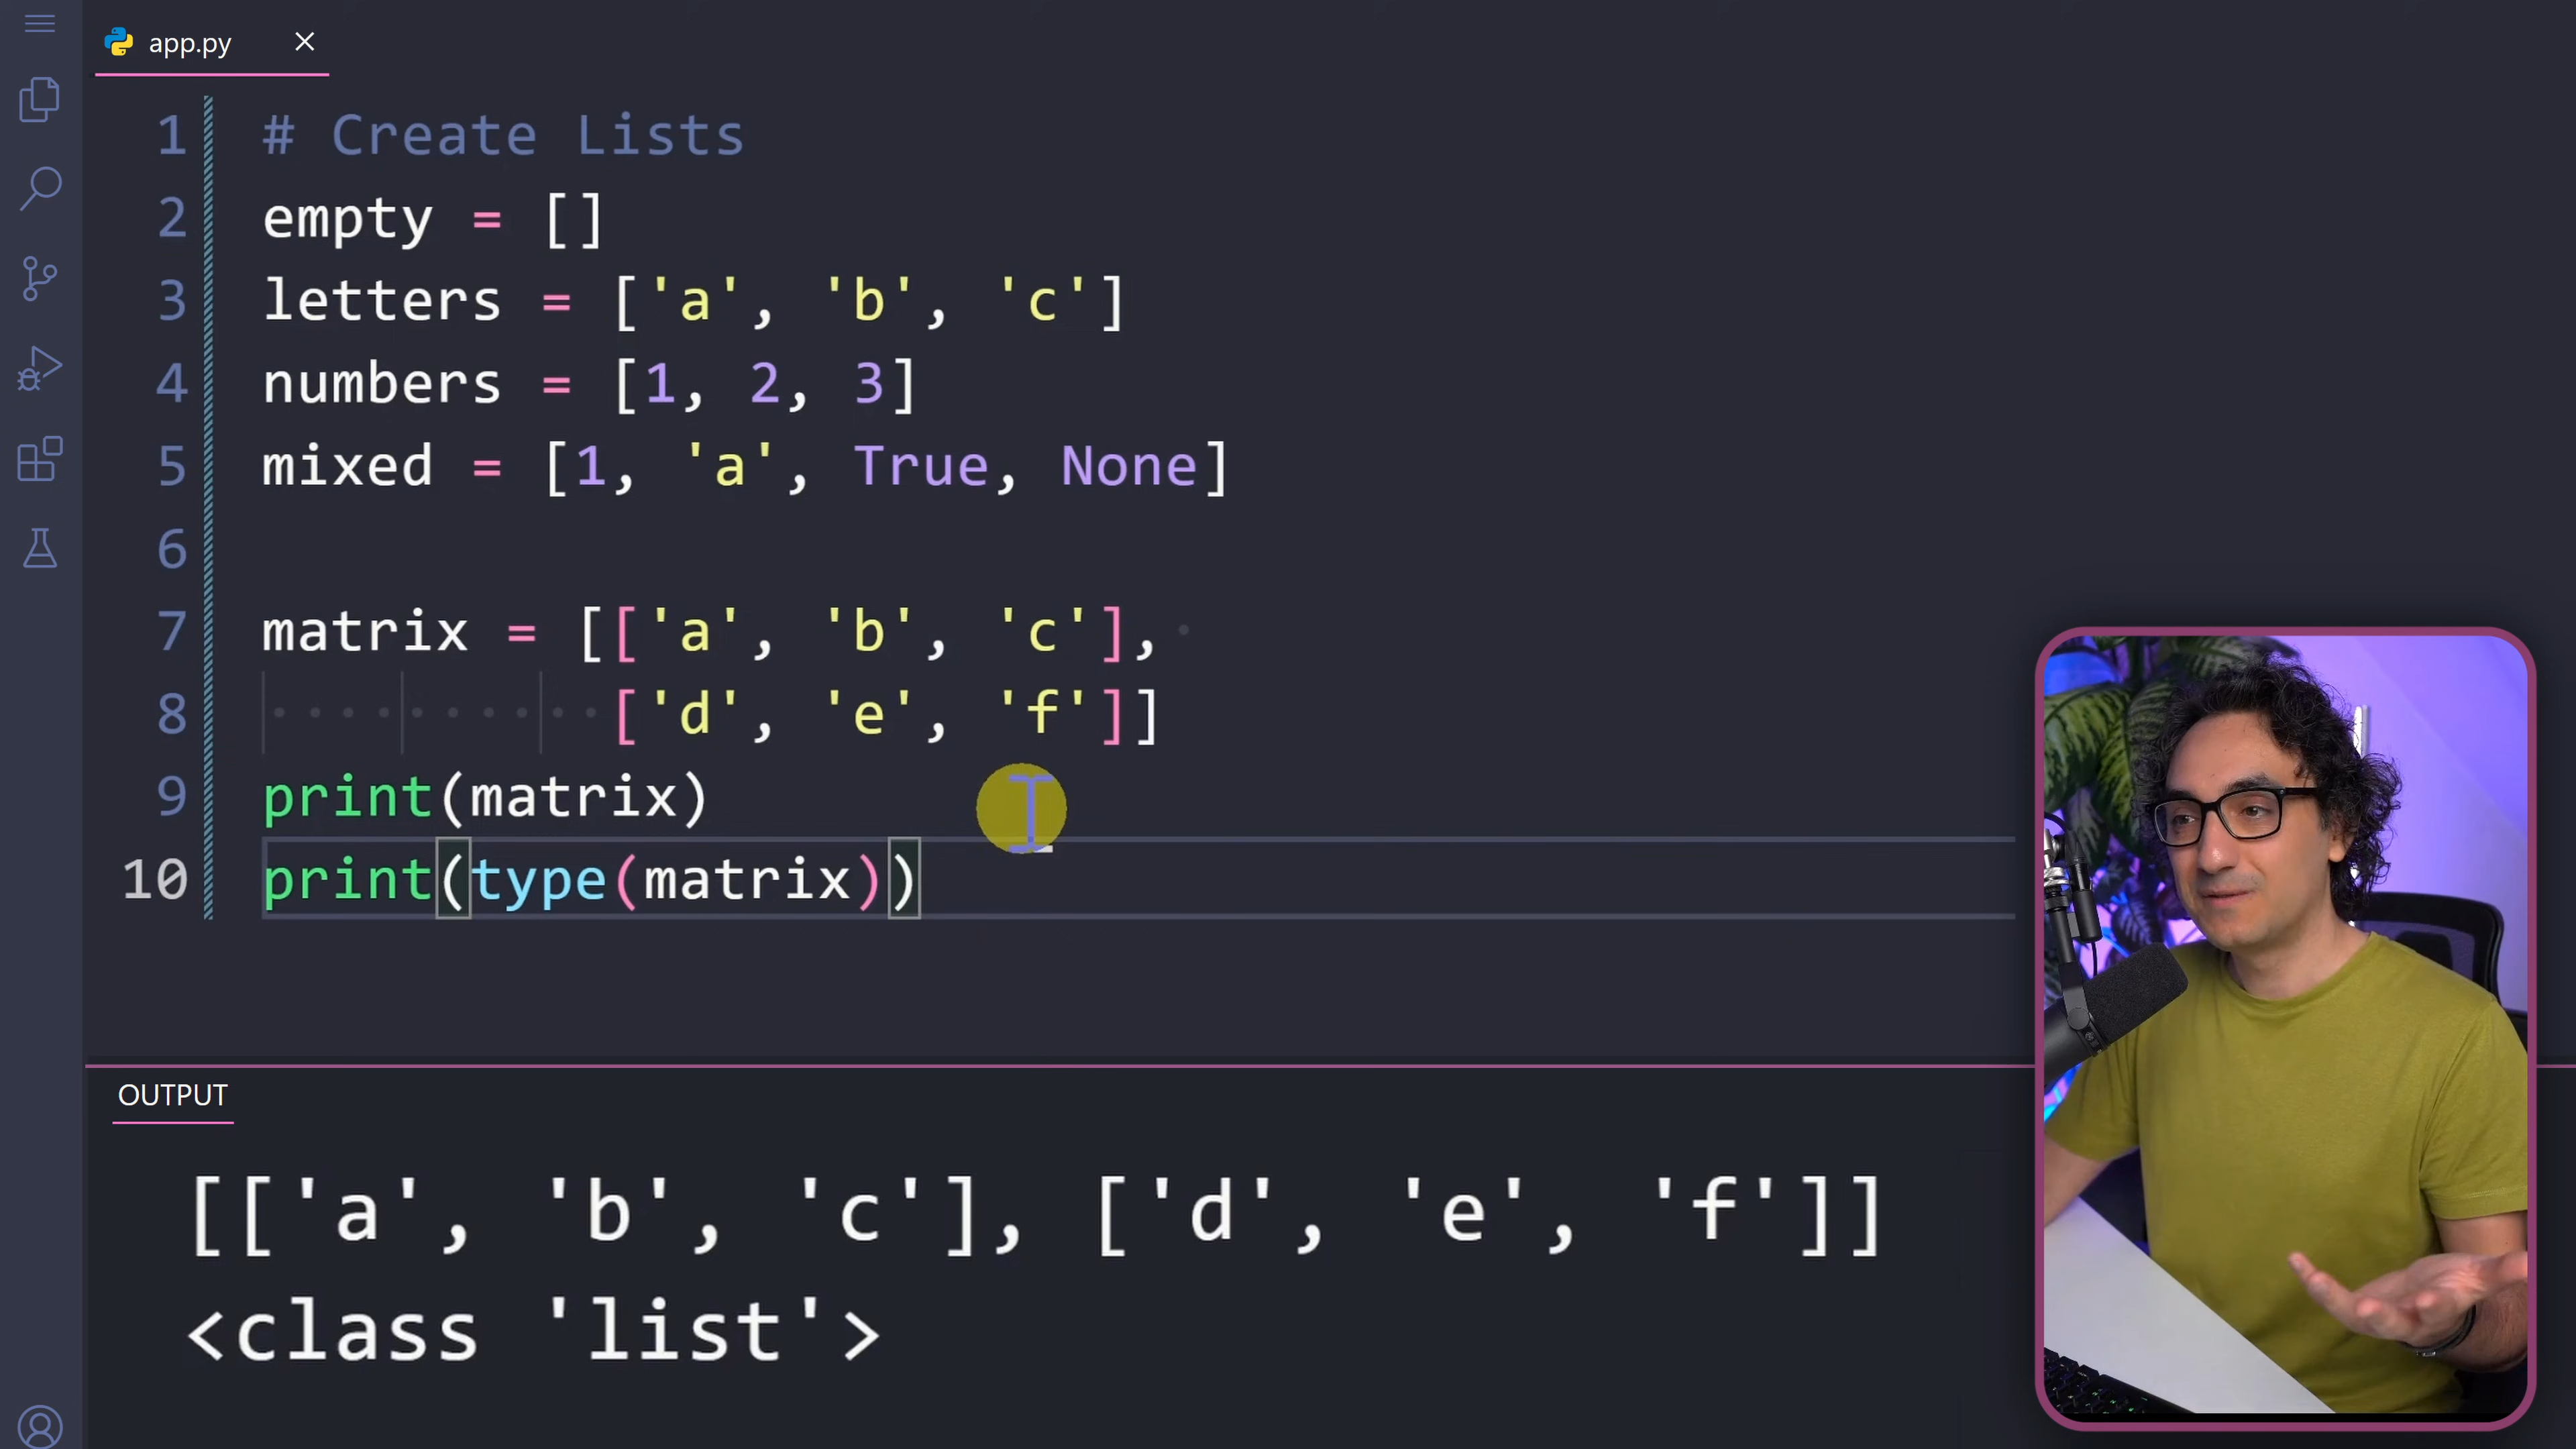 app.py
1 # Create Lists
2 empty = []
3 letters = ['a', 'b', 'c']
4 numbers = [1, 2, 3]
5 mixed = [1, 'a', True, None]
6
7 matrix = [['a', 'b', 'c'],
8           ['d', 'e', 'f']]
9 print(matrix)
10 print(type(matrix))
OUTPUT
[['a', 'b', 'c'], ['d', 'e', 'f']]
<class 'list'>